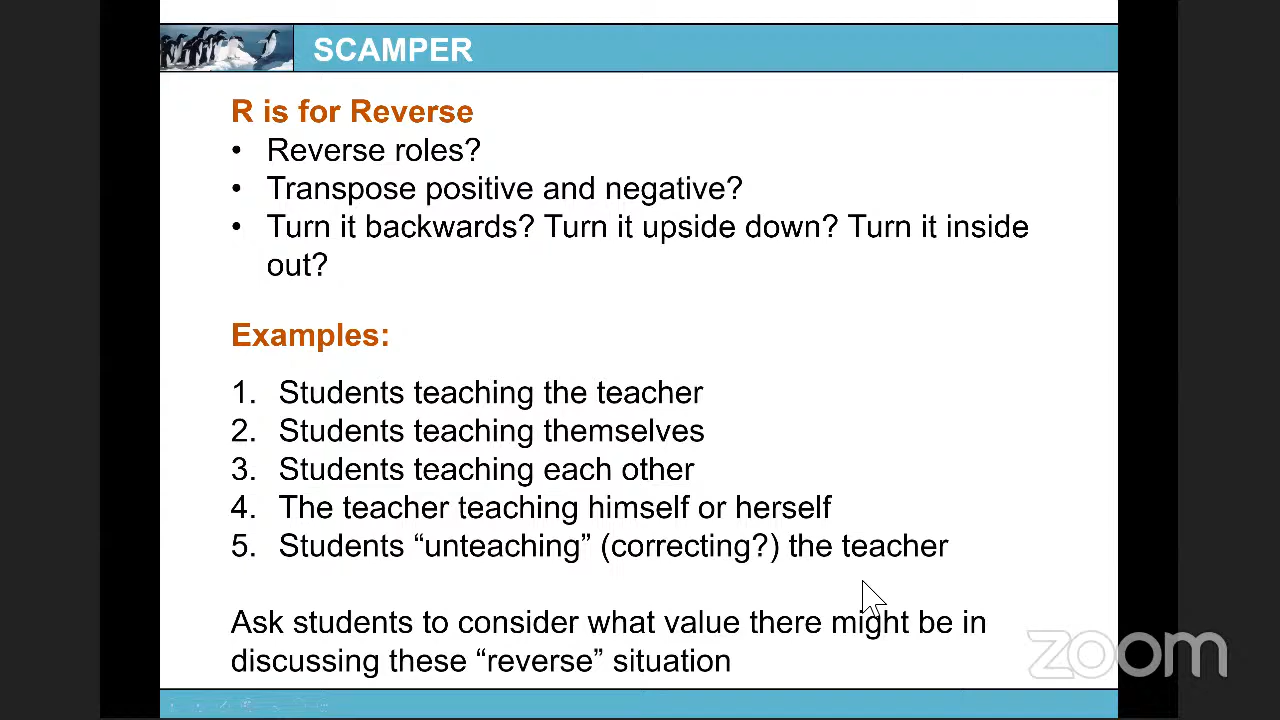 SCAMPER
R is for Reverse
• Reverse roles?
• Transpose positive and negative?
• Turn it backwards? Turn it upside down? Turn it inside
out?
Examples:
1. Students teaching the teacher
2. Students teaching themselves
3. Students teaching each other
4. The teacher teaching himself or herself
5. Students “unteaching” (correcting?) the teacher
Ask students to consider what value there might be in
discussing these “reverse” situation
zoom